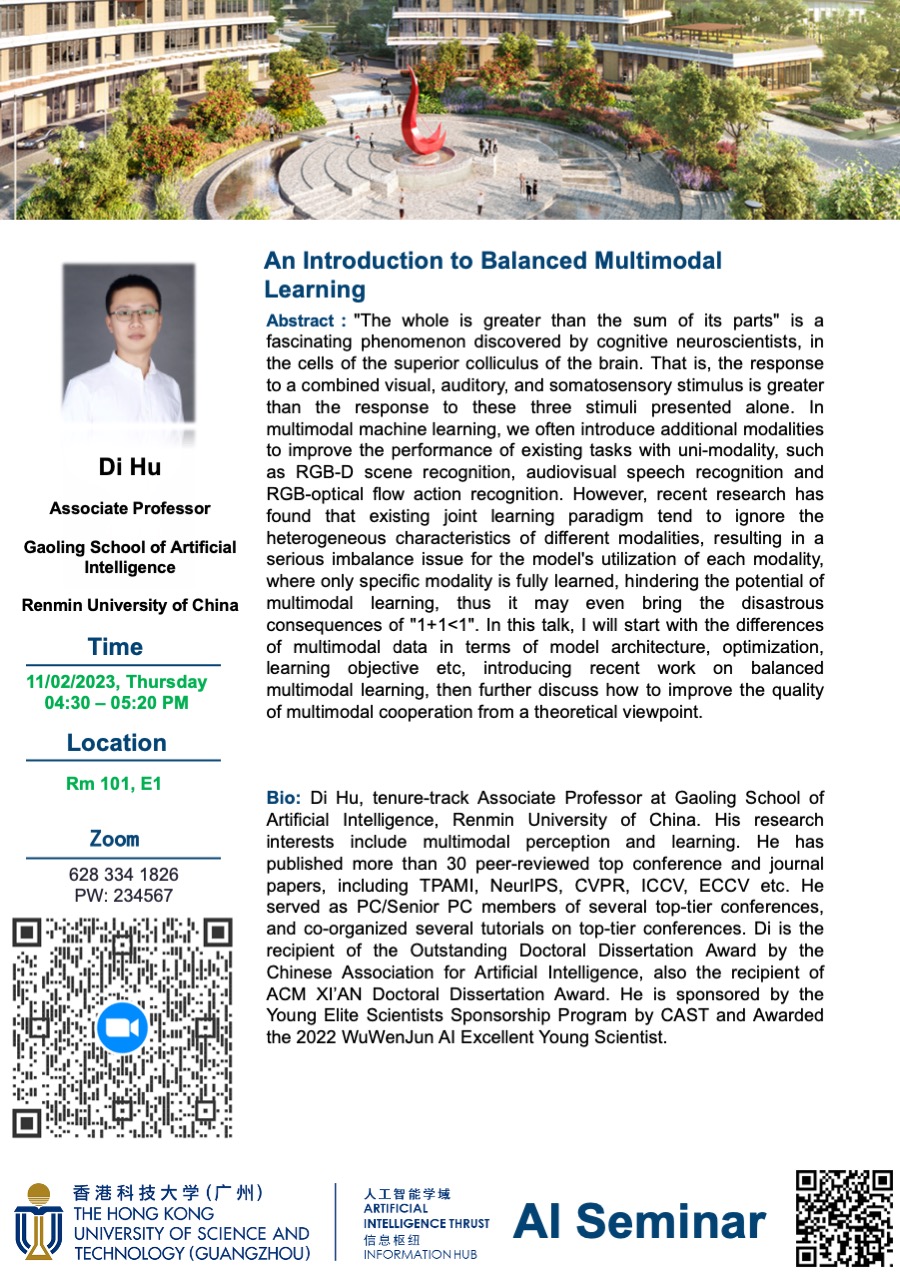 An Introduction to Balanced Multimodal
Learning
Abstract : "The whole is greater than the sum of its parts" is a
fascinating phenomenon discovered by cognitive neuroscientists, in
the cells of the superior colliculus of the brain. That is, the response
to a combined visual, auditory, and somatosensory stimulus is greater
than the response to these three stimuli presented alone. In
multimodal machine learning, we often introduce additional modalities
to improve the performance of existing tasks with uni-modality, such
as RGB-D scene recognition, audiovisual speech recognition and
RGB-optical flow action recognition. However, recent research has
found that existing joint learning paradigm tend to ignore the
heterogeneous characteristics of different modalities, resulting in a
serious imbalance issue for the model's utilization of each modality,
where only specific modality is fully learned, hindering the potential of
multimodal learning, thus it may even bring the disastrous
consequences of "1+1<1". In this talk, I will start with the differences
of multimodal data in terms of model architecture, optimization,
learning objective etc, introducing recent work on balanced
multimodal learning, then further discuss how to improve the quality
of multimodal cooperation from a theoretical viewpoint.
Di Hu
Associate Professor
Gaoling School of Artificial
Intelligence
Renmin University of China
Time
11/02/2023, Thursday
04:30 – 05:20 PM
Location
Rm 101, E1
Zoom
628 334 1826
PW: 234567
Bio: Di Hu, tenure-track Associate Professor at Gaoling School of
Artificial Intelligence, Renmin University of China. His research
interests include multimodal perception and learning. He has
published more than 30 peer-reviewed top conference and journal
papers, including TPAMI, NeurIPS, CVPR, ICCV, ECCV etc. He
served as PC/Senior PC members of several top-tier conferences,
and co-organized several tutorials on top-tier conferences. Di is the
recipient of the Outstanding Doctoral Dissertation Award by the
Chinese Association for Artificial Intelligence, also the recipient of
ACM XI'AN Doctoral Dissertation Award. He is sponsored by the
Young Elite Scientists Sponsorship Program by CAST and Awarded
the 2022 WuWenJun AI Excellent Young Scientist.
香港科技大学(广州)
THE HONG KONG
UNIVERSITY OF SCIENCE AND
TECHNOLOGY (GUANGZHOU)
人工智能学域
ARTIFICIAL
INTELLIGENCE THRUST
信息枢纽
INFORMATION HUB
AI Seminar